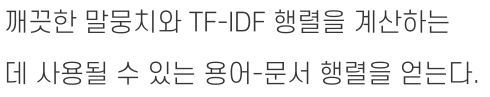 깨끗한 말뭉치와 TF-IDF 행렬을 계산하는
데 사용될 수 있는 용어-문서 행렬을 얻는다.